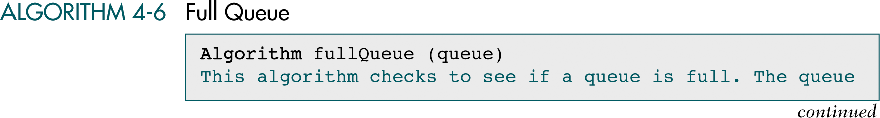 ALGORITHM 4-6 Full Queue
Algorithm fullQueue (queue)
This algorithm checks to see if a queue is full. The queue
continued